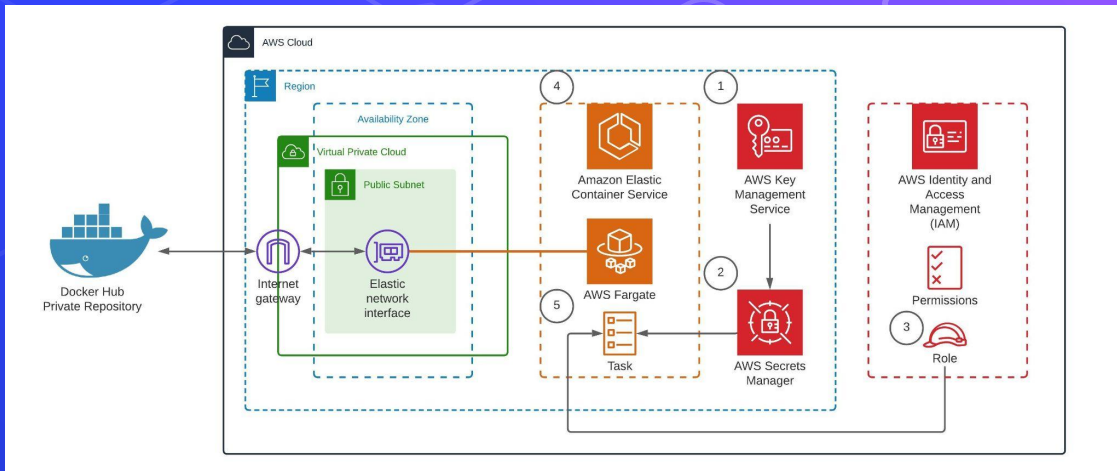 AWS Cloud
Region
Availability Zone
Virtual Private Cloud
Public Subnet
Docker Hub
Private Repository
Internet
gateway
Elastic
network
interface
4
Amazon Elastic
Container Service
AWS Fargate
5
Task
1
AWS Key
Management
Service
2
AWS Secrets
Manager
AWS Identity and
Access
Management
(IAM)
Permissions
3
Role